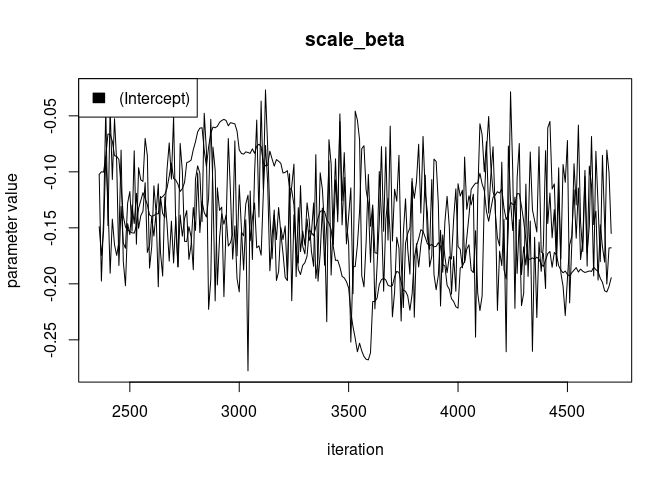 scale_beta
(Intercept)
-0.05
-0.10
-0.15
-0.20
-0.25
parameter value
2500 3000 3500 4000 4500
iteration